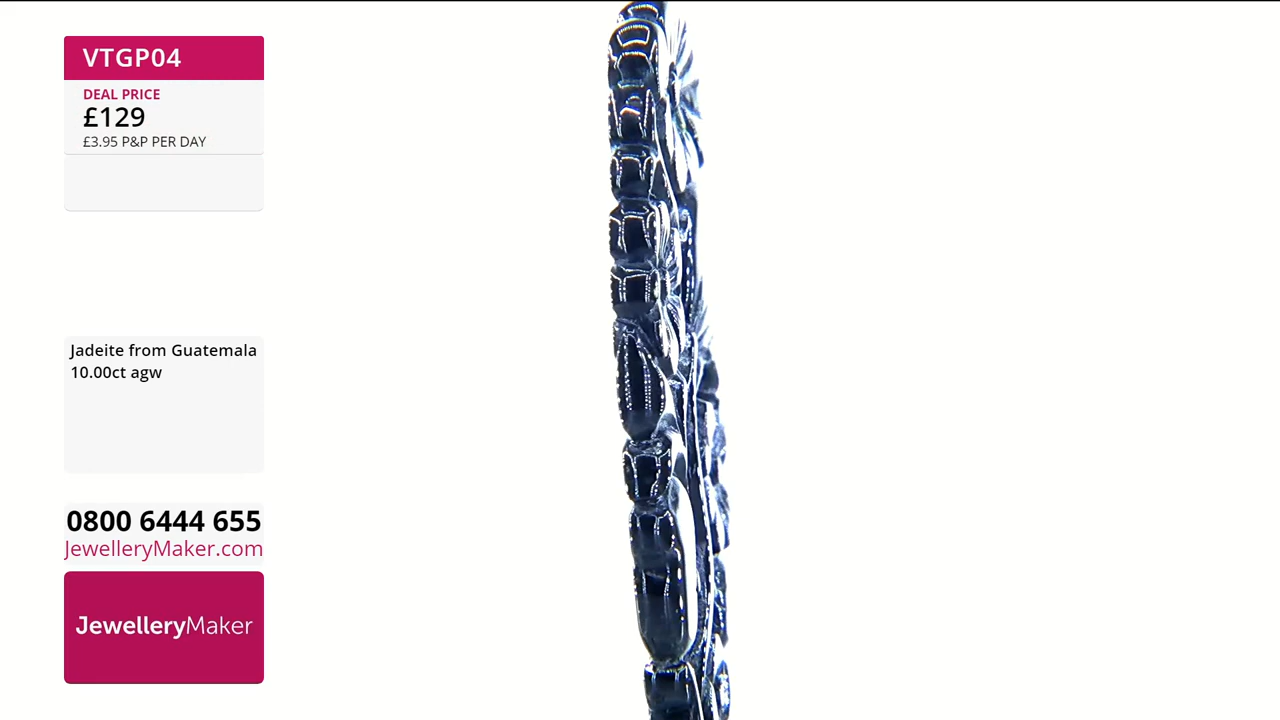 VTGP04
DEAL PRICE
£129
£3.95 P&P PER DAY
Jadeite from Guatemala
10.00ct agw
0800 6444 655
JewelleryMaker.com
JewelleryMaker